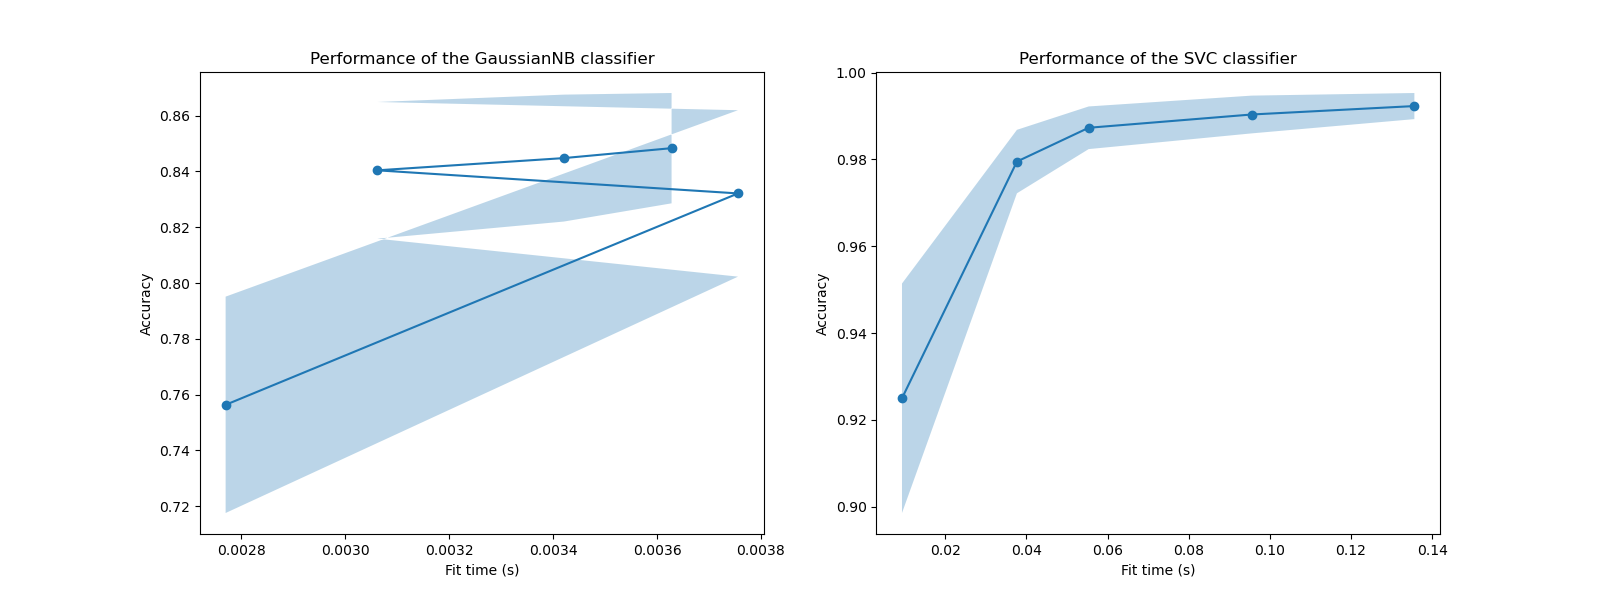 Performance of the GaussianNB classifier
0.86
0.84
0.82
0.80
0.78
0.76
0.74
0.72
Accuracy
0.0028 0.0030 0.0032 0.0034 0.0036 0.0038
Fit time (s)
Performance of the SVC classifier
1.00
0.98
0.96
0.94
0.92
0.90
Accuracy
0.02 0.04 0.06 0.08 0.10 0.12 0.14
Fit time (s)